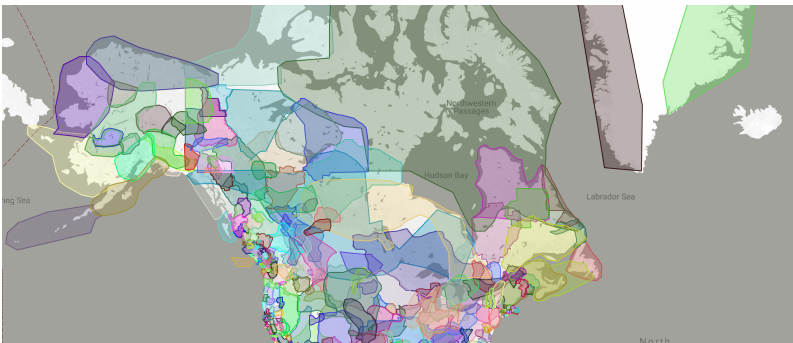 Northwestern
Passages
Hudson Bay
Labrador Sea
ring Sea
North